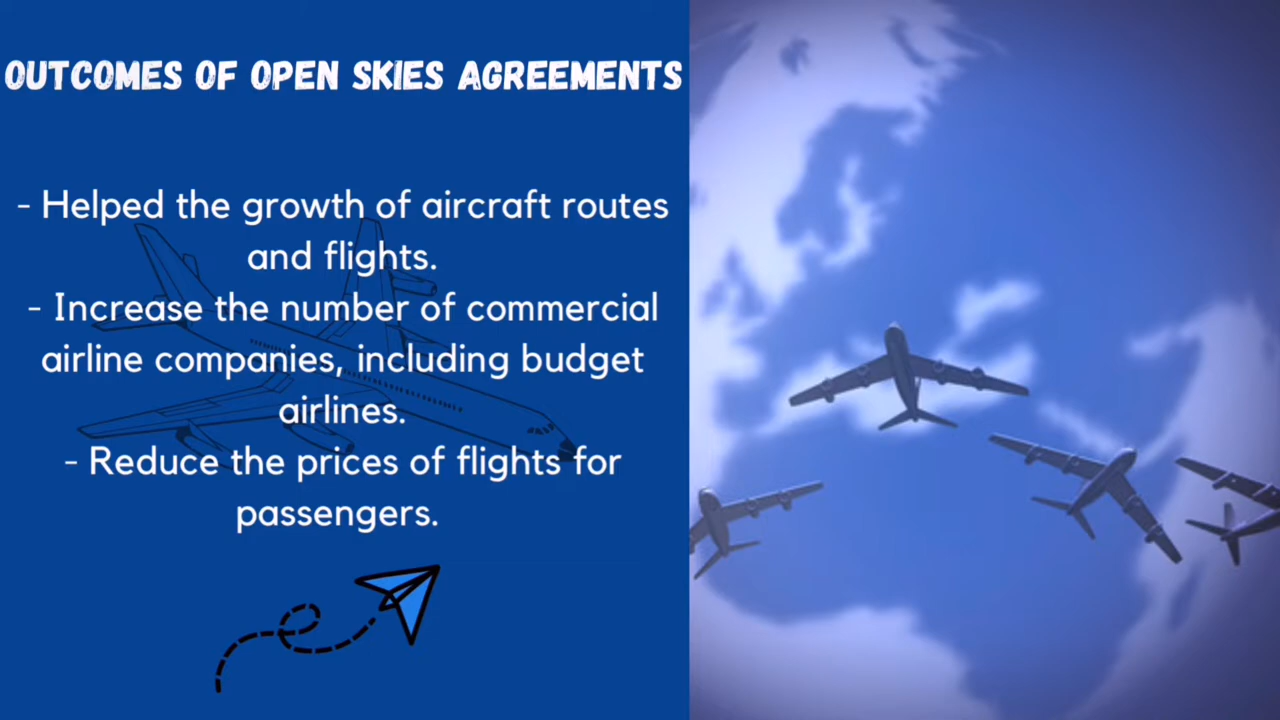 OUTCOMES OF OPEN SKIES AGREEMENTS
- Helped the growth of aircraft routes
and flights.
- Increase the number of commercial
airline companies, including budget
airlines.
- Reduce the prices of flights for
passengers.